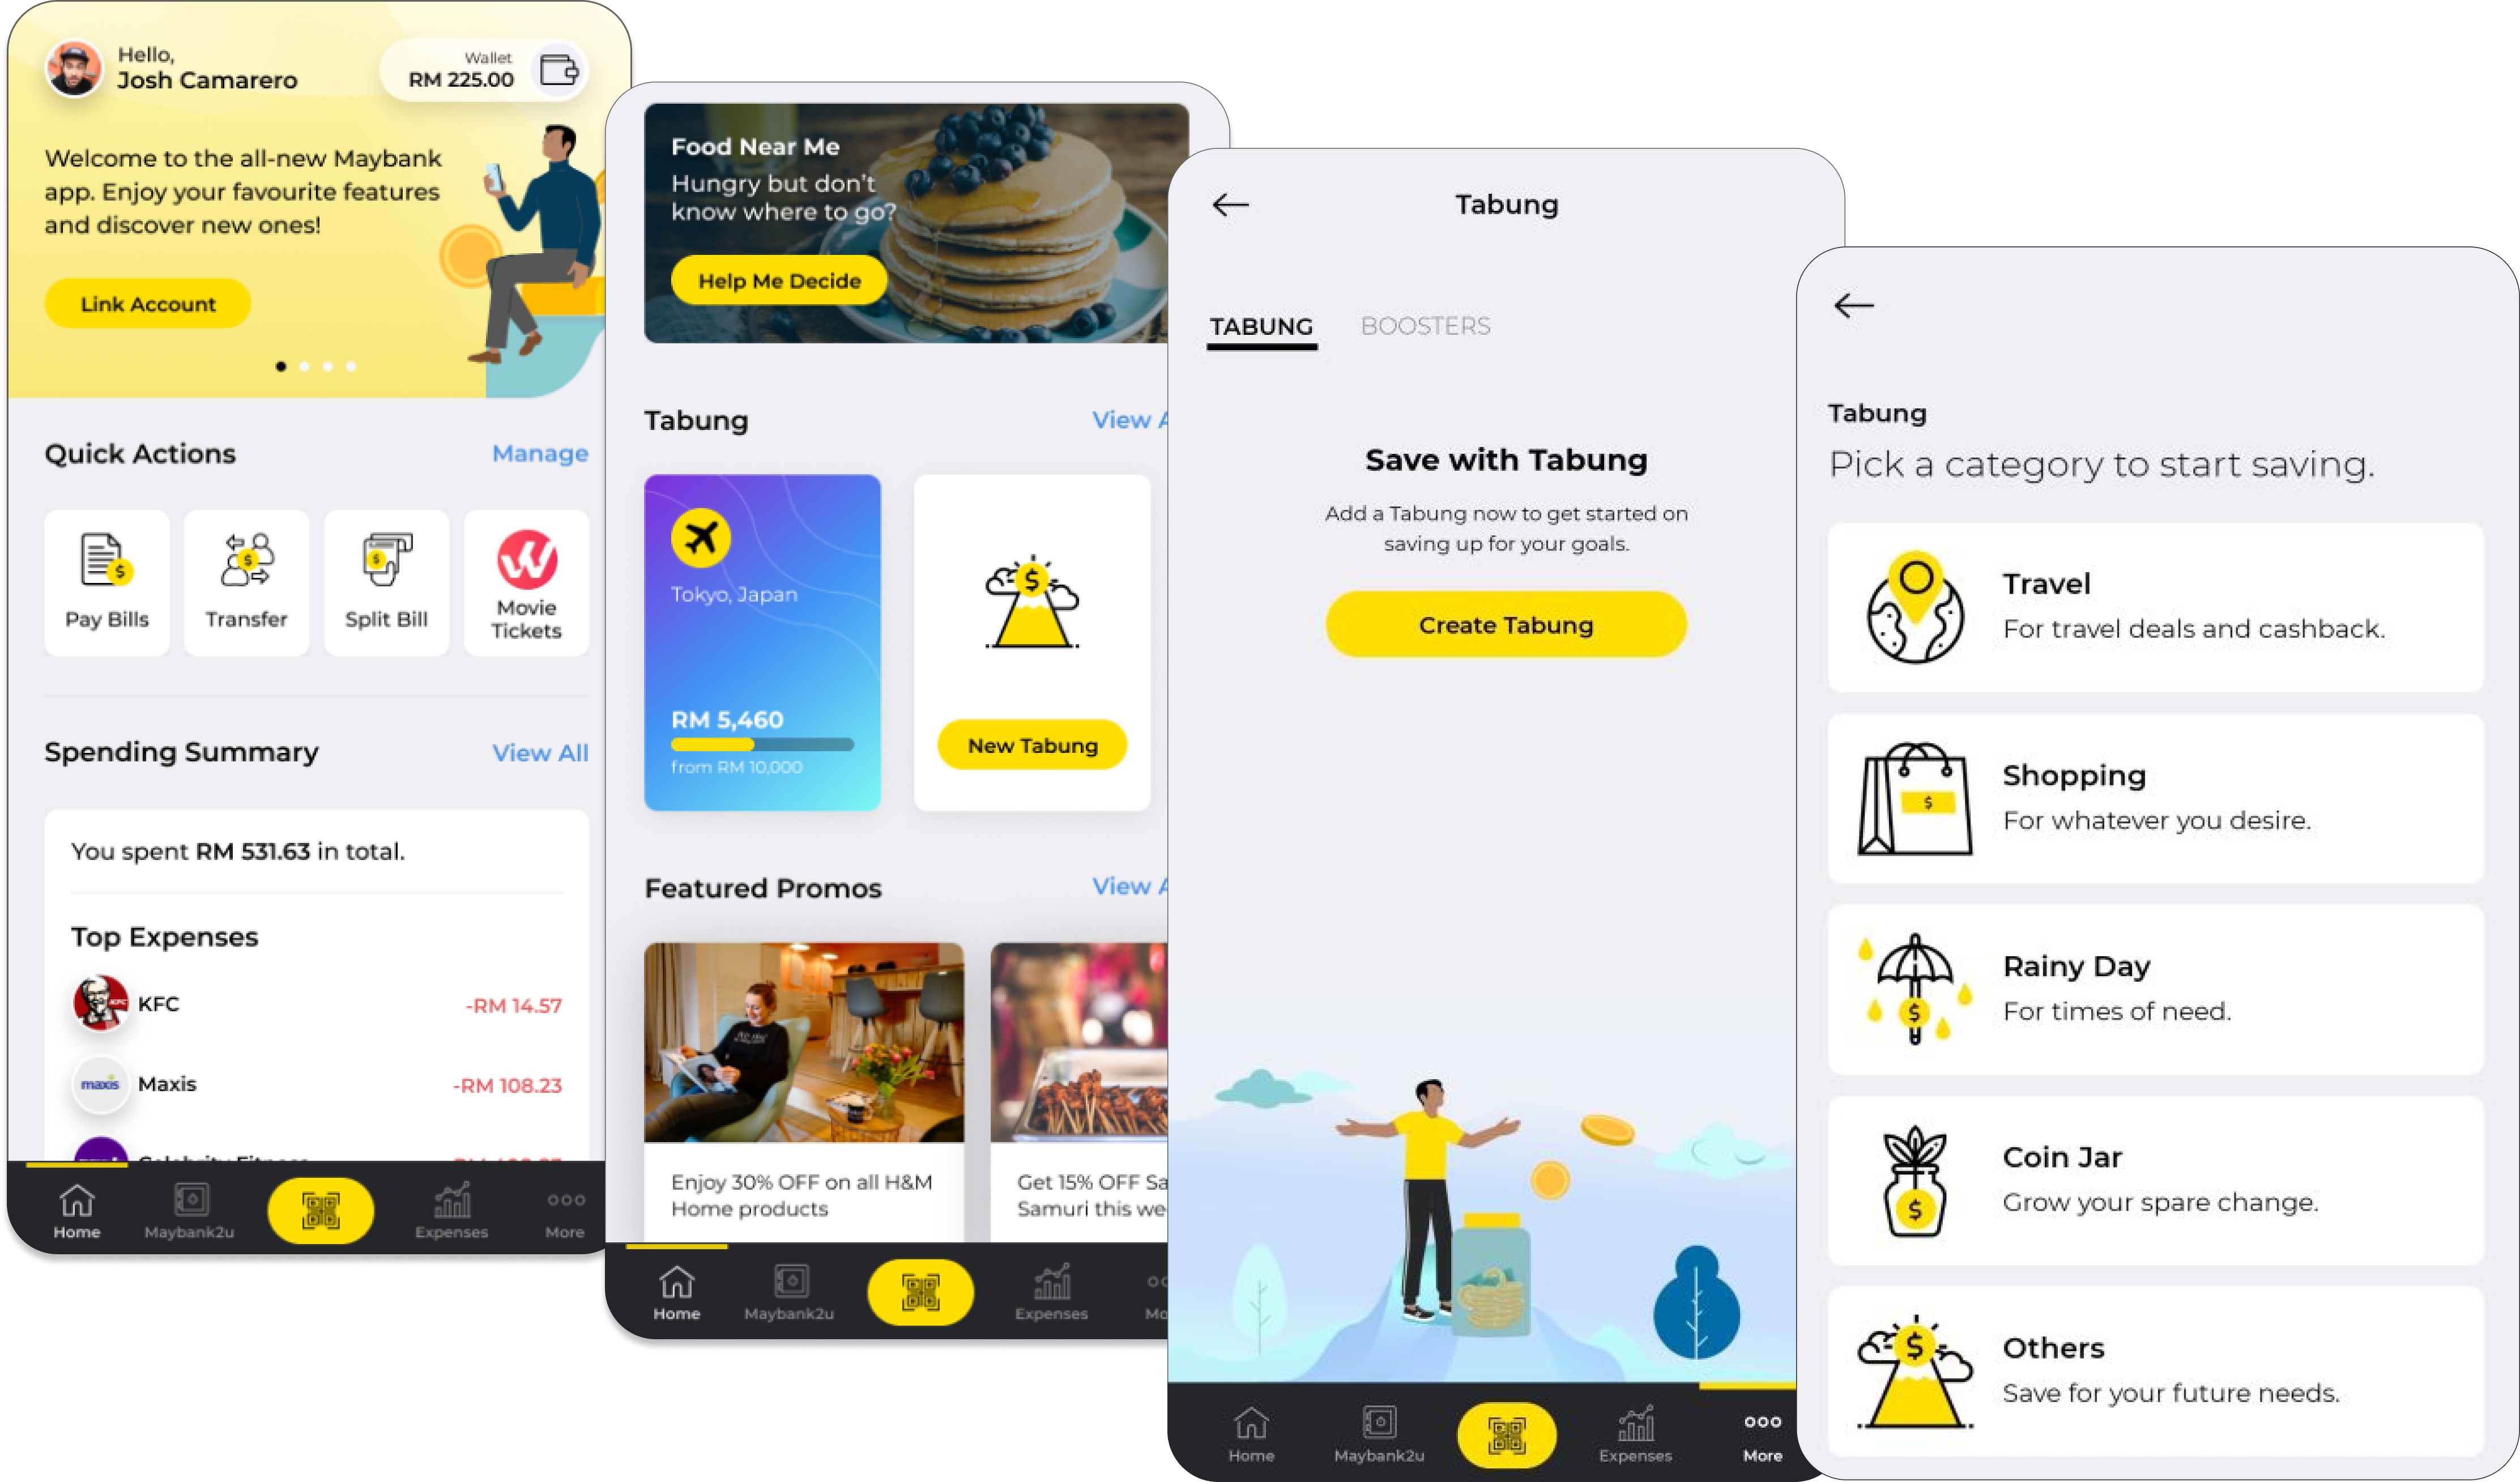 Hello,
Josh Camarero
Wallet
RM 225.00
Welcome to the all-new Maybank
app. Enjoy your favourite features
and discover new ones!
Link Account
Quick Actions
Manage
Pay Bills
Transfer
Split Bill
Movie
Tickets
Spending Summary
View All
You spent RM 531.63 in total.
Top Expenses
KFC
KFC
-RM 14.57
maxis
Maxis
-RM 108.23
Home
Maybank2u
Expenses
More
Food Near Me
Hungry but don't
know where to go?
Help Me Decide
Tabung
View A
Tokyo, Japan
RM 5,460
from RM 10,000
$
New Tabung
Featured Promos
View A
Enjoy 30% OFF on all H&M
Home products
Get 15% OFF Sa
Samuri this we
Home
Maybank2u
Expenses
Mo
Tabung
TABUNG
BOOSTERS
Save with Tabung
Add a Tabung now to get started on
saving up for your goals.
Create Tabung
Home
Maybank2u
Expenses
More
Tabung
Pick a category to start saving.
Travel
For travel deals and cashback.
$
Shopping
For whatever you desire.
$
Rainy Day
For times of need.
$
Coin Jar
Grow your spare change.
$
Others
Save for your future needs.